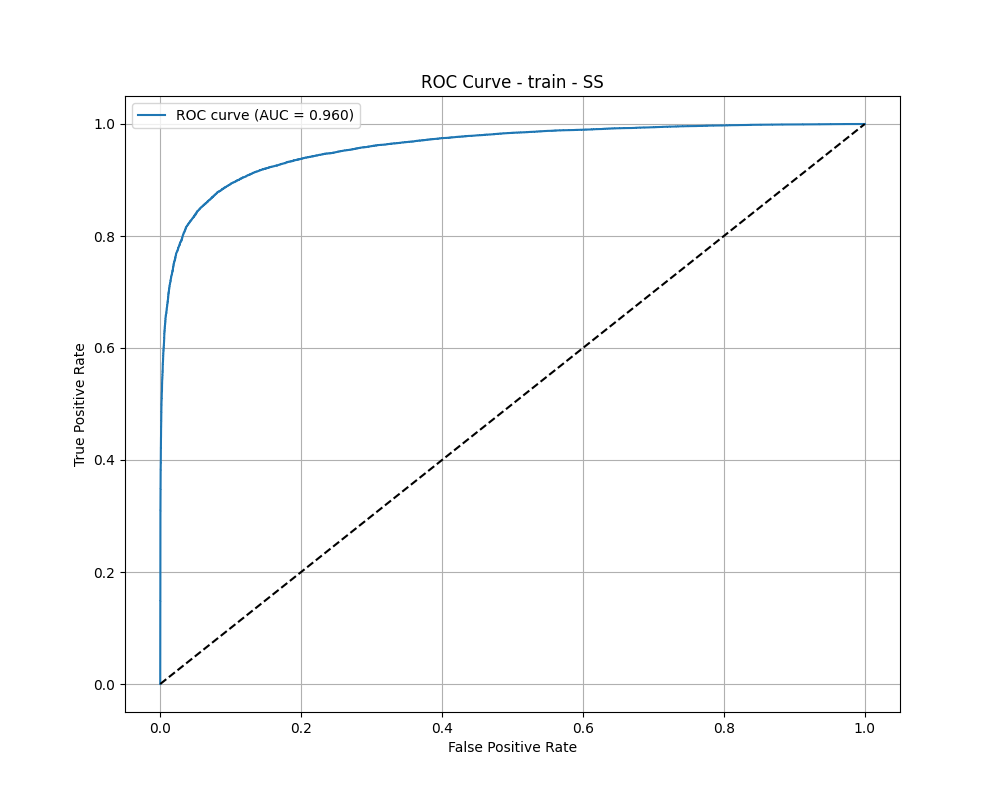 ROC Curve - train - SS
ROC curve (AUC = 0.960)
1.0
0.8
0.6
0.4
0.2
0.0
True Positive Rate
0.0 0.2 0.4 0.6 0.8 1.0
False Positive Rate